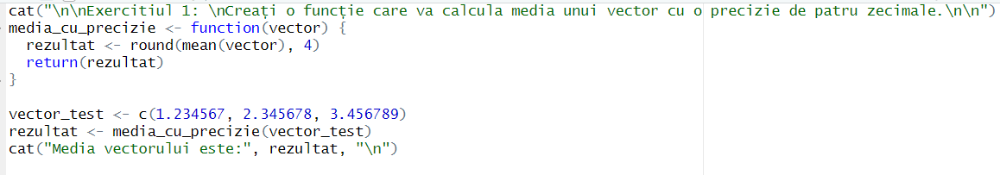 cat("\n\nExercitiul 1: \nCreați o funcție care va calcula media unui vector cu o precizie de patru zecimale.\n\n")
media_cu_precizie <- function(vector) {
  rezultat <- round(mean(vector), 4)
  return(rezultat)
}
vector_test <- c(1.234567, 2.345678, 3.456789)
rezultat <- media_cu_precizie(vector_test)
cat("Media vectorului este:", rezultat, "\n")